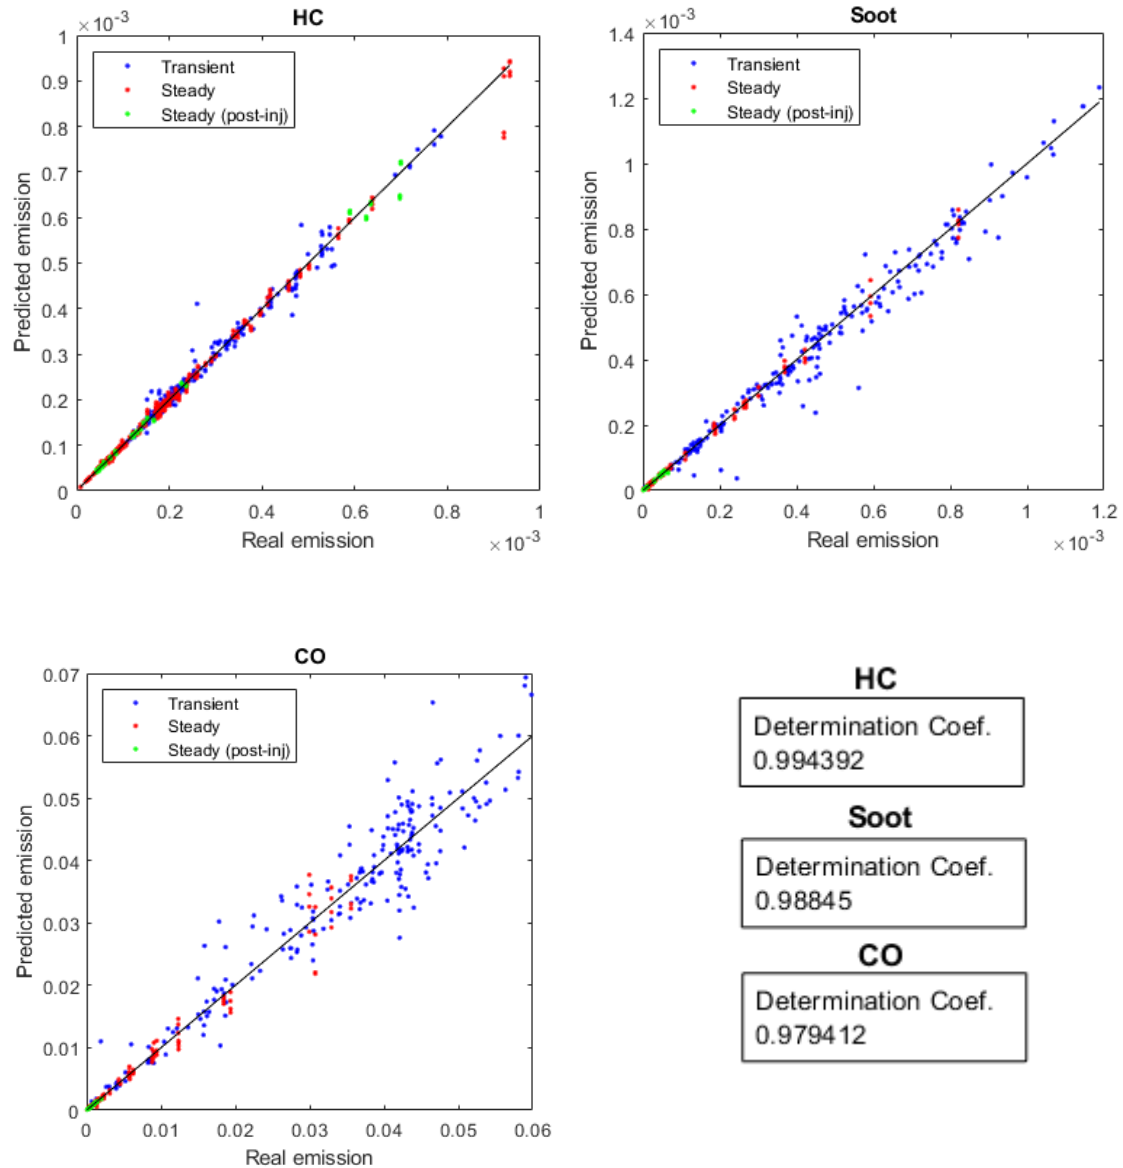 HC
×10⁻³
Transient
Steady
Steady (post-inj)
1
0.9
0.8
0.7
0.6
0.5
0.4
0.3
0.2
0.1
0
Predicted emission
0 0.2 0.4 0.6 0.8 1
Real emission
×10⁻³
Soot
×10⁻³
Transient
Steady
Steady (post-inj)
1.4
1.2
1
0.8
0.6
0.4
0.2
0
Predicted emission
0 0.2 0.4 0.6 0.8 1 1.2
Real emission
×10⁻³
CO
Transient
Steady
Steady (post-inj)
0.07
0.06
0.05
0.04
0.03
0.02
0.01
0
Predicted emission
0 0.01 0.02 0.03 0.04 0.05 0.06
Real emission
HC
Determination Coef.
0.994392
Soot
Determination Coef.
0.98845
CO
Determination Coef.
0.979412